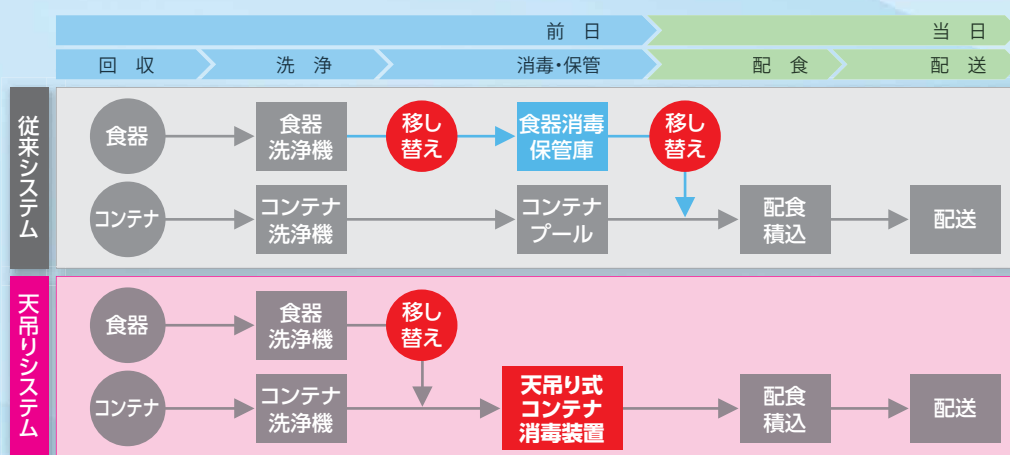 前 日
当 日
回 収
洗 浄
消毒・保管
配 食
配 送
従来システム
食器
食器
洗浄機
移し
替え
食器消毒
保管庫
移し
替え
コンテナ
コンテナ
洗浄機
コンテナ
プール
配食
積込
配送
天吊りシステム
食器
食器
洗浄機
移し
替え
コンテナ
コンテナ
洗浄機
天吊り式
コンテナ
消毒装置
配食
積込
配送